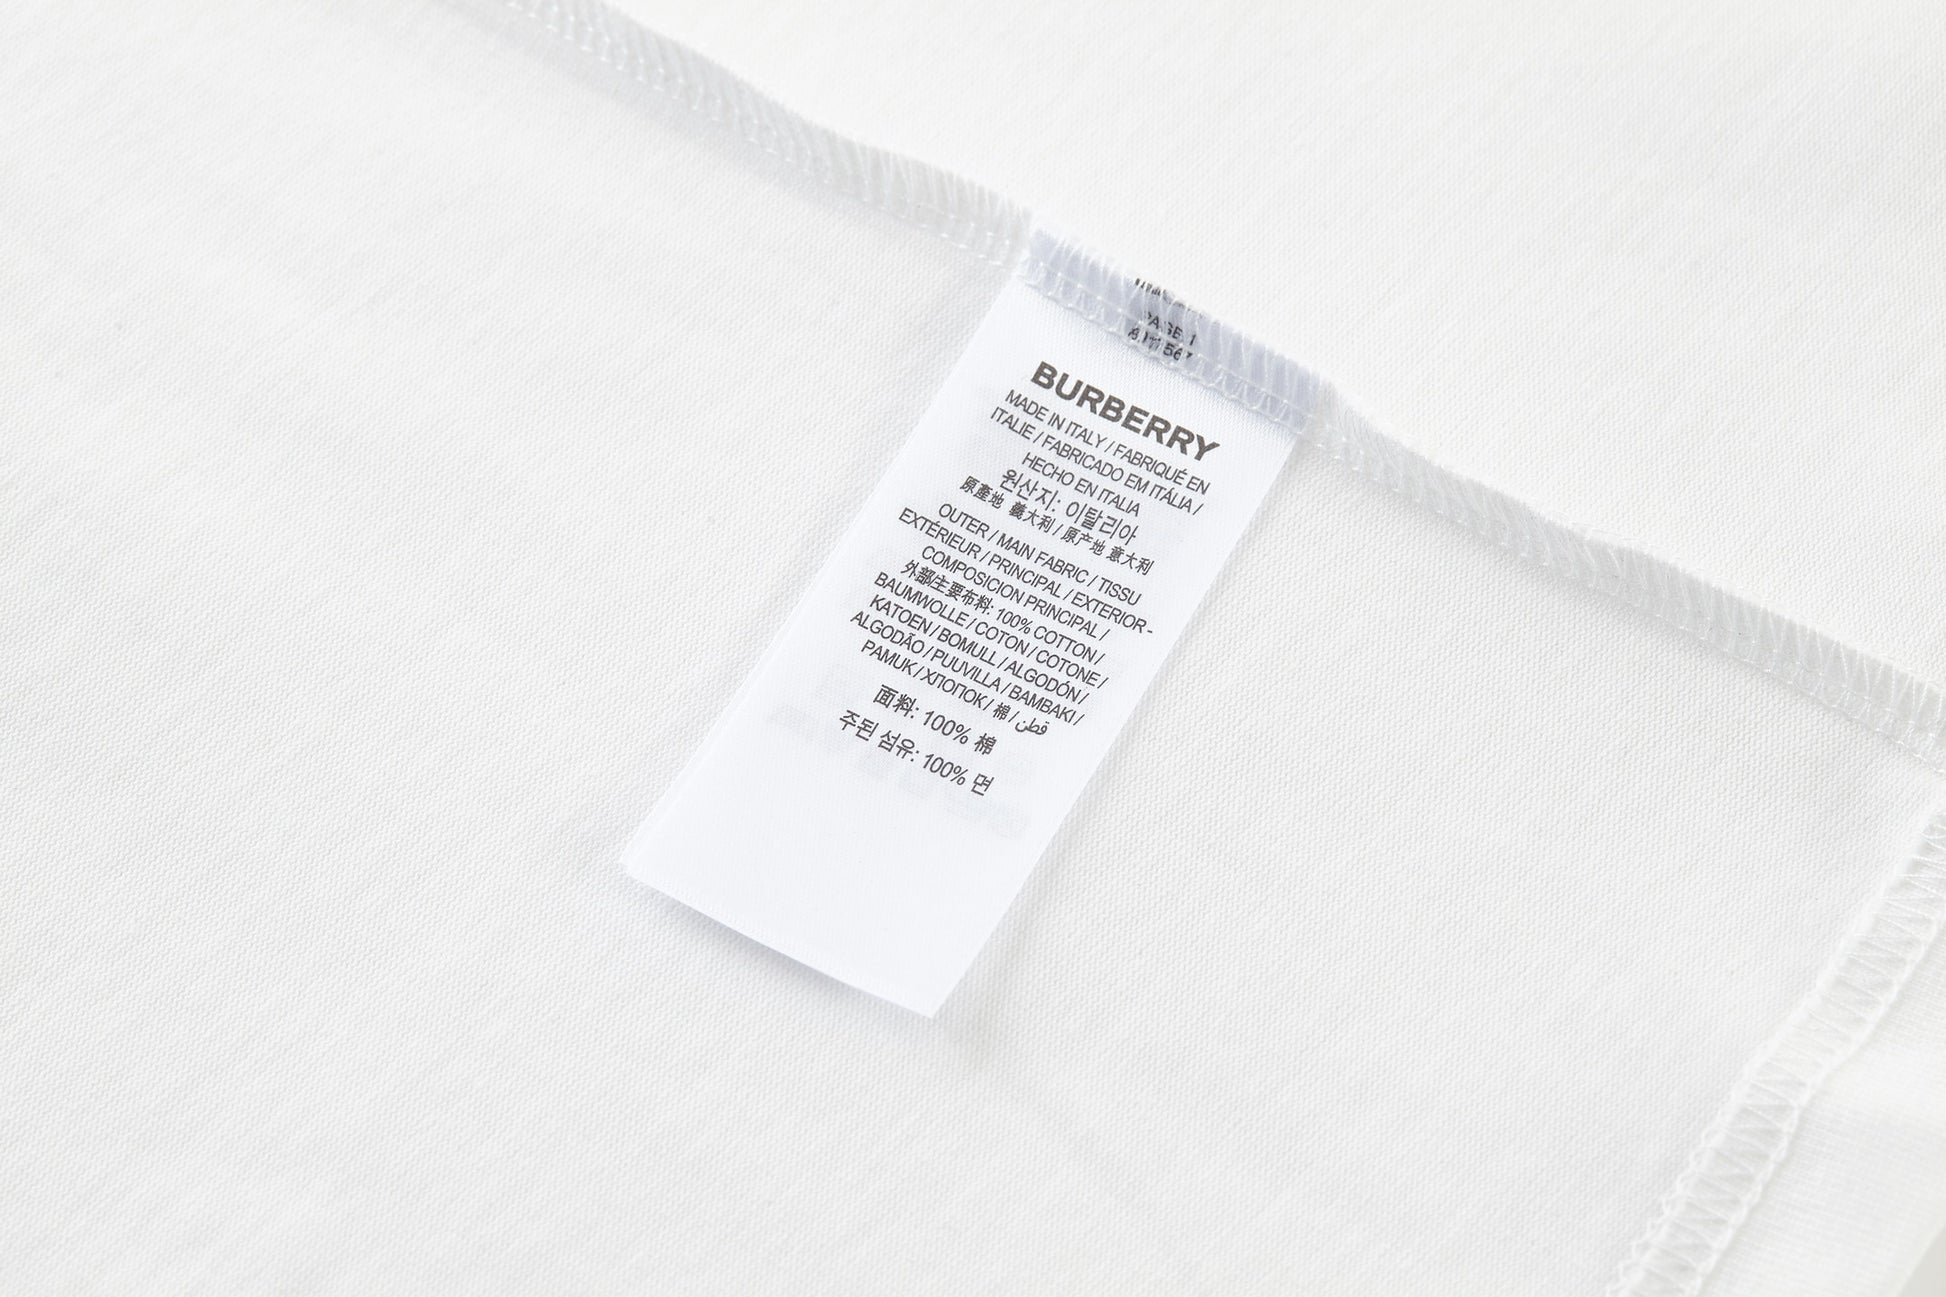 PAGE 1
BURBERRY
MADE IN ITALY / FABRIQUÉ EN
ITALIE / FABRICADO EM ITÁLIA /
HECHO EN ITALIA
원산지: 이탈리아
原產地 義大利 / 原产地 意大利
OUTER / MAIN FABRIC / TISSU
EXTÉRIEUR / PRINCIPAL / EXTERIOR -
COMPOSICION PRINCIPAL /
外部/主要布料: 100% COTTON /
BAUMWOLLE / COTON / COTONE /
KATOEN / BOMULL / ALGODÓN /
ALGODÃO / PUUVILLA / BAMBAKI /
PAMUK / ХЛОПОК / 棉 / قطن
面料: 100% 棉
주된 섬유: 100% 면